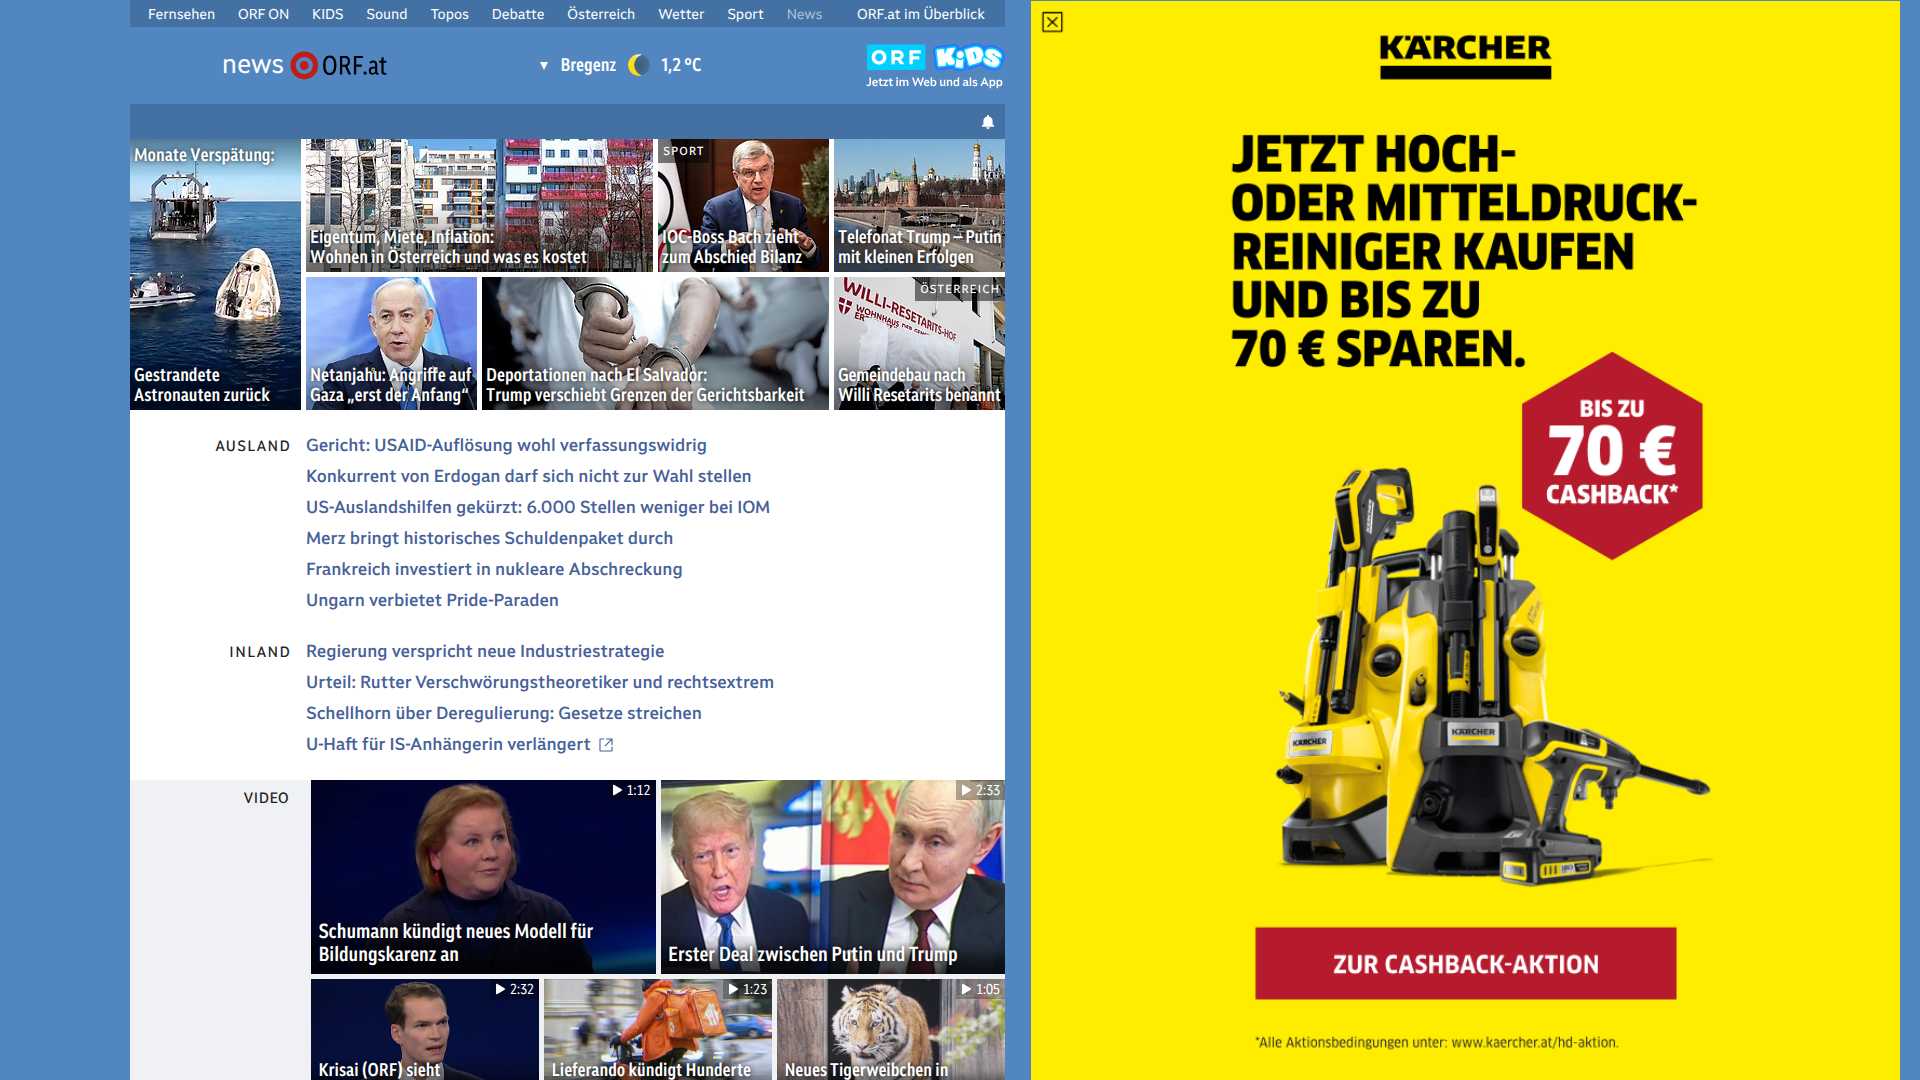 Fernsehen ORF ON KIDS Sound Topos Debatte Österreich Wetter Sport News ORF.at im Überblick
news ORF.at
▼ Bregenz 1,2 °C
ORF KiDS
Jetzt im Web und als App
Monate Verspätung:
Gestrandete
Astronauten zurück
Eigentum, Miete, Inflation:
Wohnen in Österreich und was es kostet
SPORT
IOC-Boss Bach zieht
zum Abschied Bilanz
Telefonat Trump – Putin
mit kleinen Erfolgen
Netanjahu: Angriffe auf
Gaza „erst der Anfang“
Deportationen nach El Salvador:
Trump verschiebt Grenzen der Gerichtsbarkeit
ÖSTERREICH
WILLI-RESETARITS-HOF
Gemeindebau nach
Willi Resetarits benannt
AUSLAND
Gericht: USAID-Auflösung wohl verfassungswidrig
Konkurrent von Erdogan darf sich nicht zur Wahl stellen
US-Auslandshilfen gekürzt: 6.000 Stellen weniger bei IOM
Merz bringt historisches Schuldenpaket durch
Frankreich investiert in nukleare Abschreckung
Ungarn verbietet Pride-Paraden
INLAND
Regierung verspricht neue Industriestrategie
Urteil: Rutter Verschwörungstheoretiker und rechtsextrem
Schellhorn über Deregulierung: Gesetze streichen
U-Haft für IS-Anhängerin verlängert
VIDEO
1:12
Schumann kündigt neues Modell für
Bildungskarenz an
2:33
Erster Deal zwischen Putin und Trump
2:32
Krisai (ORF) sieht
1:23
Lieferando kündigt Hunderte
1:05
Neues Tigerweibchen in
KÄRCHER
JETZT HOCH-
ODER MITTELDRUCK-
REINIGER KAUFEN
UND BIS ZU
70 € SPAREN.
BIS ZU
70 €
CASHBACK*
KÄRCHER
KÄRCHER
ZUR CASHBACK-AKTION
*Alle Aktionsbedingungen unter: www.kaercher.at/hd-aktion.